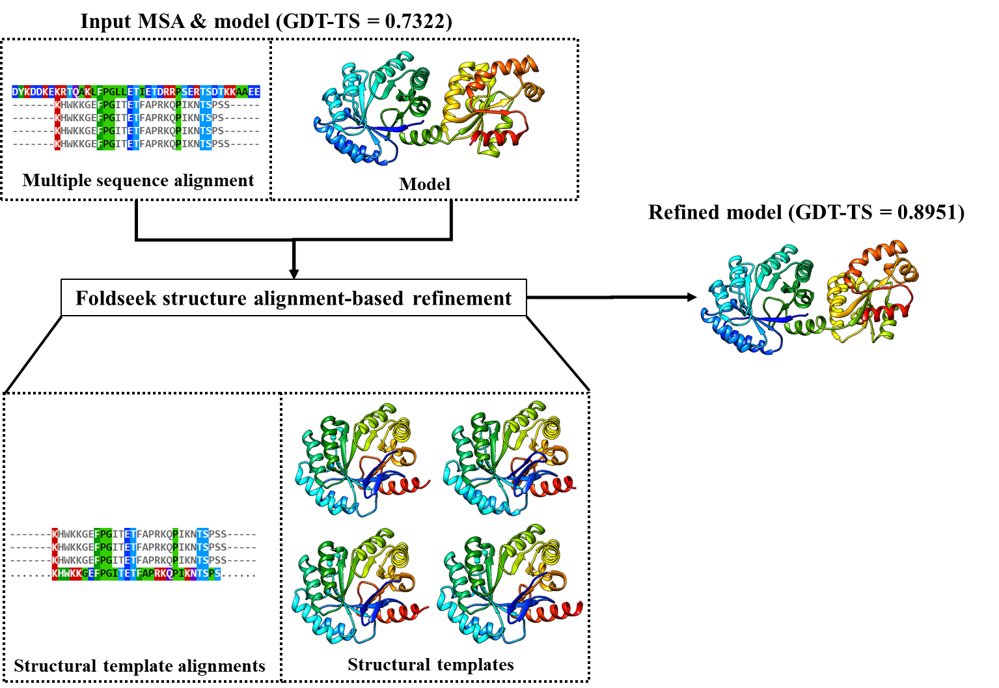 Input MSA & model (GDT-TS = 0.7322)
DYKDDKEKRTQAKLFPGLLETIETDRRPSERTSDTKKAAEE
-------KHWKKGEFPGITETFAPRKQPIKNTSPSS-----
-------KHWKKGEFPGITETFAPRKQPIKNTSPS------
-------KHWKKGEFPGITETFAPRKQPIKNTSPS------
-------KHWKKGEFPGITETFAPRKQPIKNTSPSS-----
Multiple sequence alignment
Model
Refined model (GDT-TS = 0.8951)
Foldseek structure alignment-based refinement
-------KHWKKGEFPGITETFAPRKQPIKNTSPSS-----
-------KHWKKGEFPGITETFAPRKQPIKNTSPSS-----
-------KHWKKGEFPGITETFAPRKQPIKNTSPSS-----
.......KHWKKGEFPGITETFAPRKQPIKNTSPS......
Structural template alignments
Structural templates